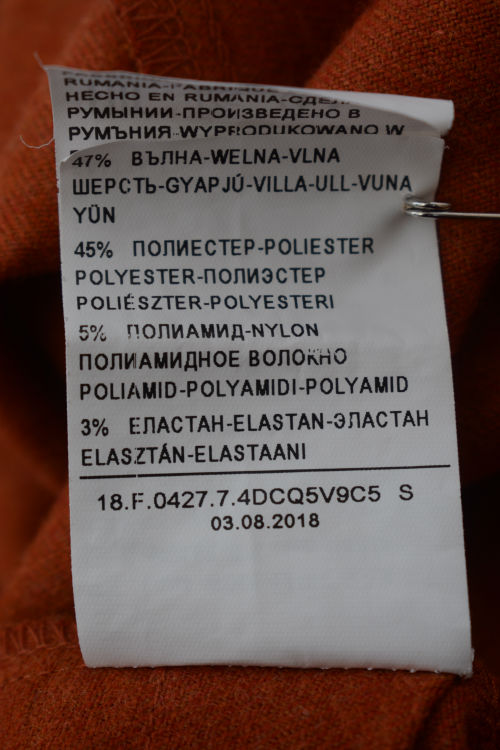 RUMANIA-FABRIQUE
HECHO EN RUMANIA-СДЕЛА
РУМЫНИИ-ПРОИЗВЕДЕНО В
РУМЪНИЯ-WYPRODUKOWANO W
47% ВЪЛНА-WELNA-VLNA
ШЕРСТЬ-GYAPJÚ-VILLA-ULL-VUNA
YÜN
45% ПОЛИЕСТЕР-POLIESTER
POLYESTER-ПОЛИЭСТЕР
POLIÉSZTER-POLYESTERI
5% ПОЛИАМИД-NYLON
ПОЛИАМИДНОЕ ВОЛОКНО
POLIAMID-POLYAMIDI-POLYAMID
3% ЕЛАСТАН-ELASTAN-ЭЛАСТАН
ELASZTÁN-ELASTAANI
18.F.0427.7.4DCQ5V9C5 S
03.08.2018